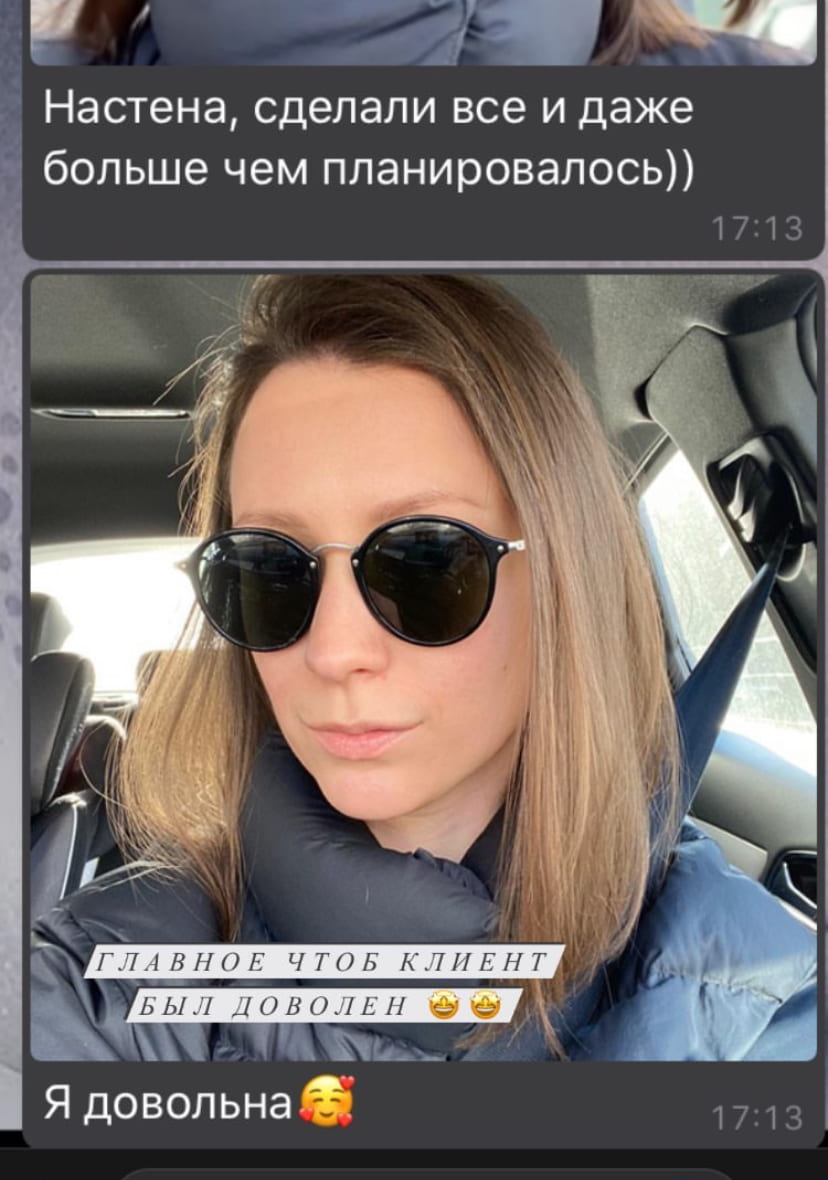 Настена, сделали все и даже
больше чем планировалось))
17:13
ГЛАВНОЕ ЧТОБ КЛИЕНТ
БЫЛ ДОВОЛЕН 🤩🤩
Я довольна🥰
17:13